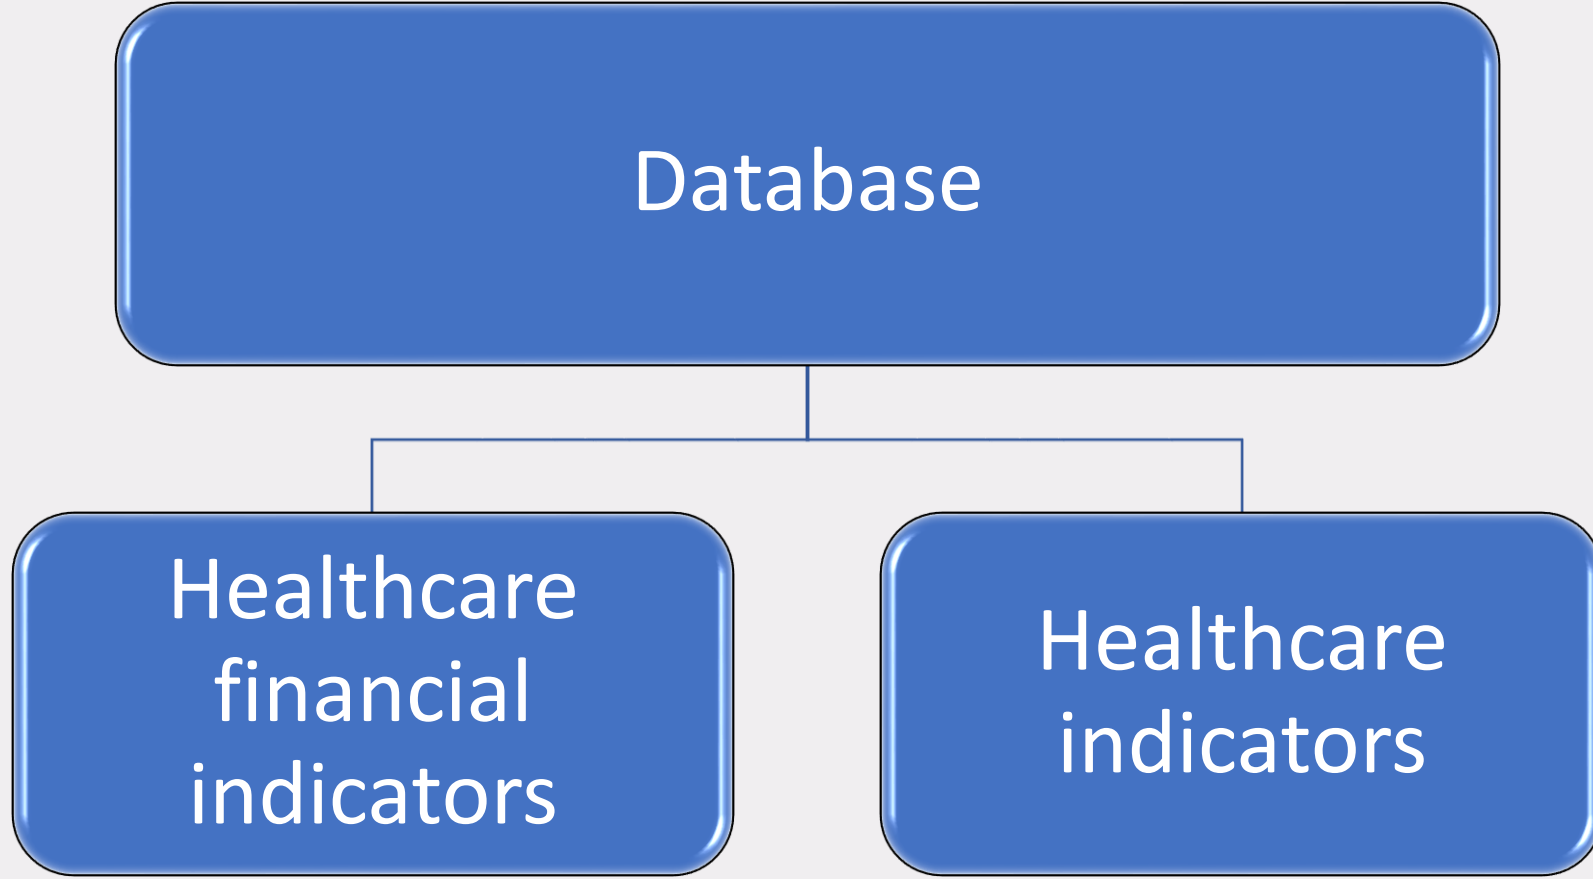 Database
Healthcare
financial
indicators
Healthcare
indicators